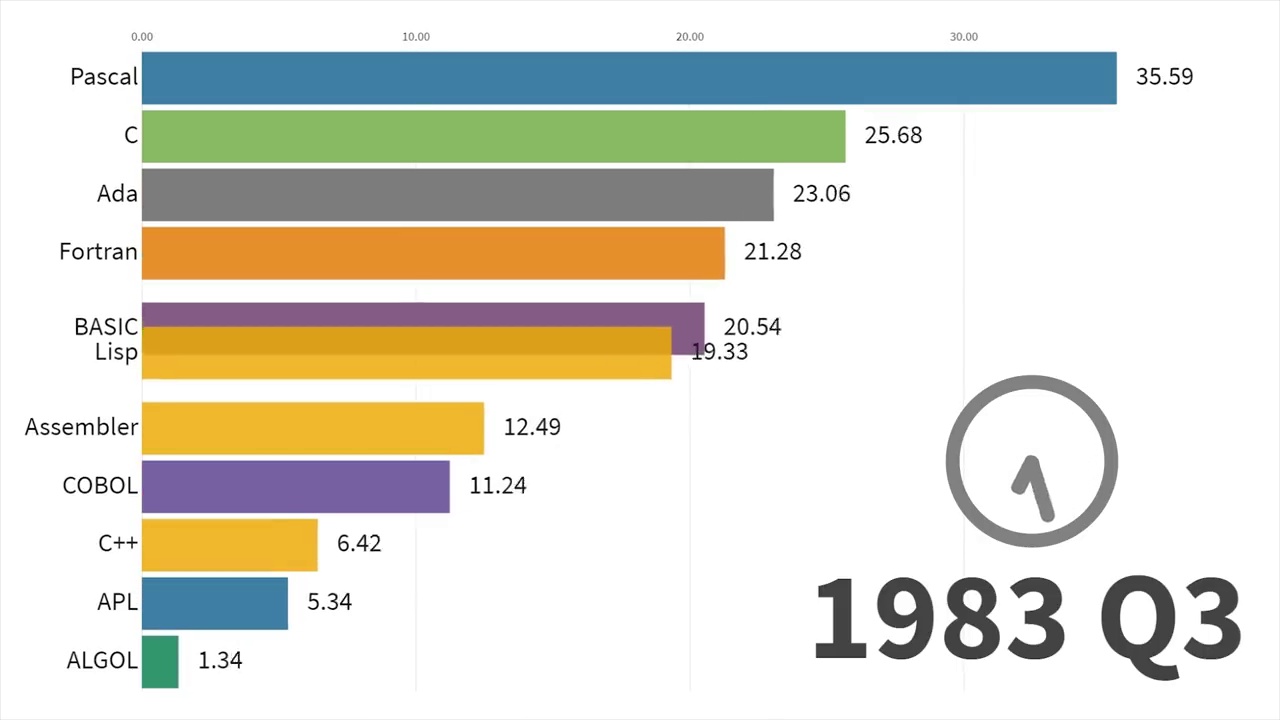 0.00 10.00 20.00 30.00
Pascal 35.59
C 25.68
Ada 23.06
Fortran 21.28
BASIC 20.54
Lisp 19.33
Assembler 12.49
COBOL 11.24
C++ 6.42
APL 5.34
ALGOL 1.34
1983 Q3